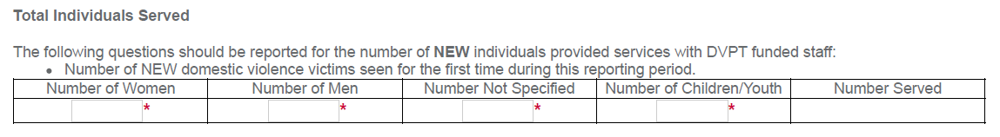 Total Individuals Served
The following questions should be reported for the number of NEW individuals provided services with DVPT funded staff:
• Number of NEW domestic violence victims seen for the first time during this reporting period.
Number of Women Number of Men Number Not Specified Number of Children/Youth Number Served
* * * *